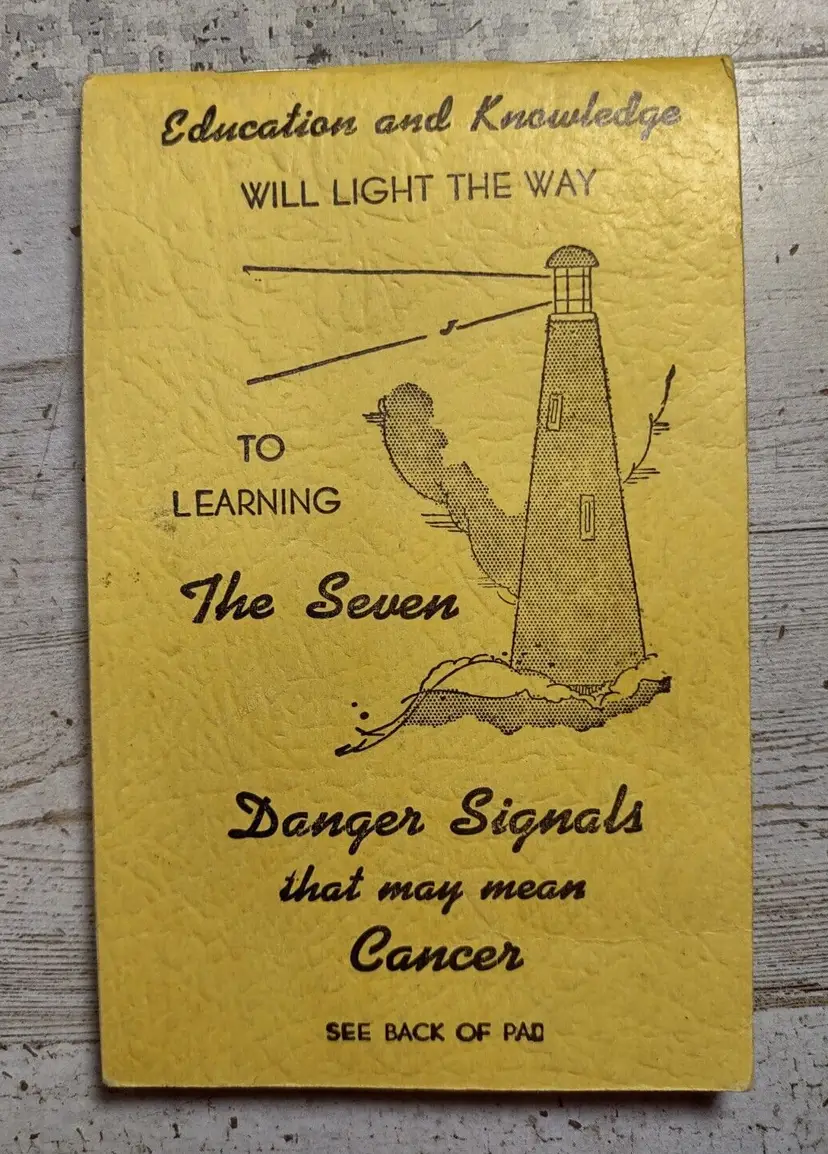 Education and Knowledge
WILL LIGHT THE WAY
TO
LEARNING
The Seven
Danger Signals
that may mean
Cancer
SEE BACK OF PAD